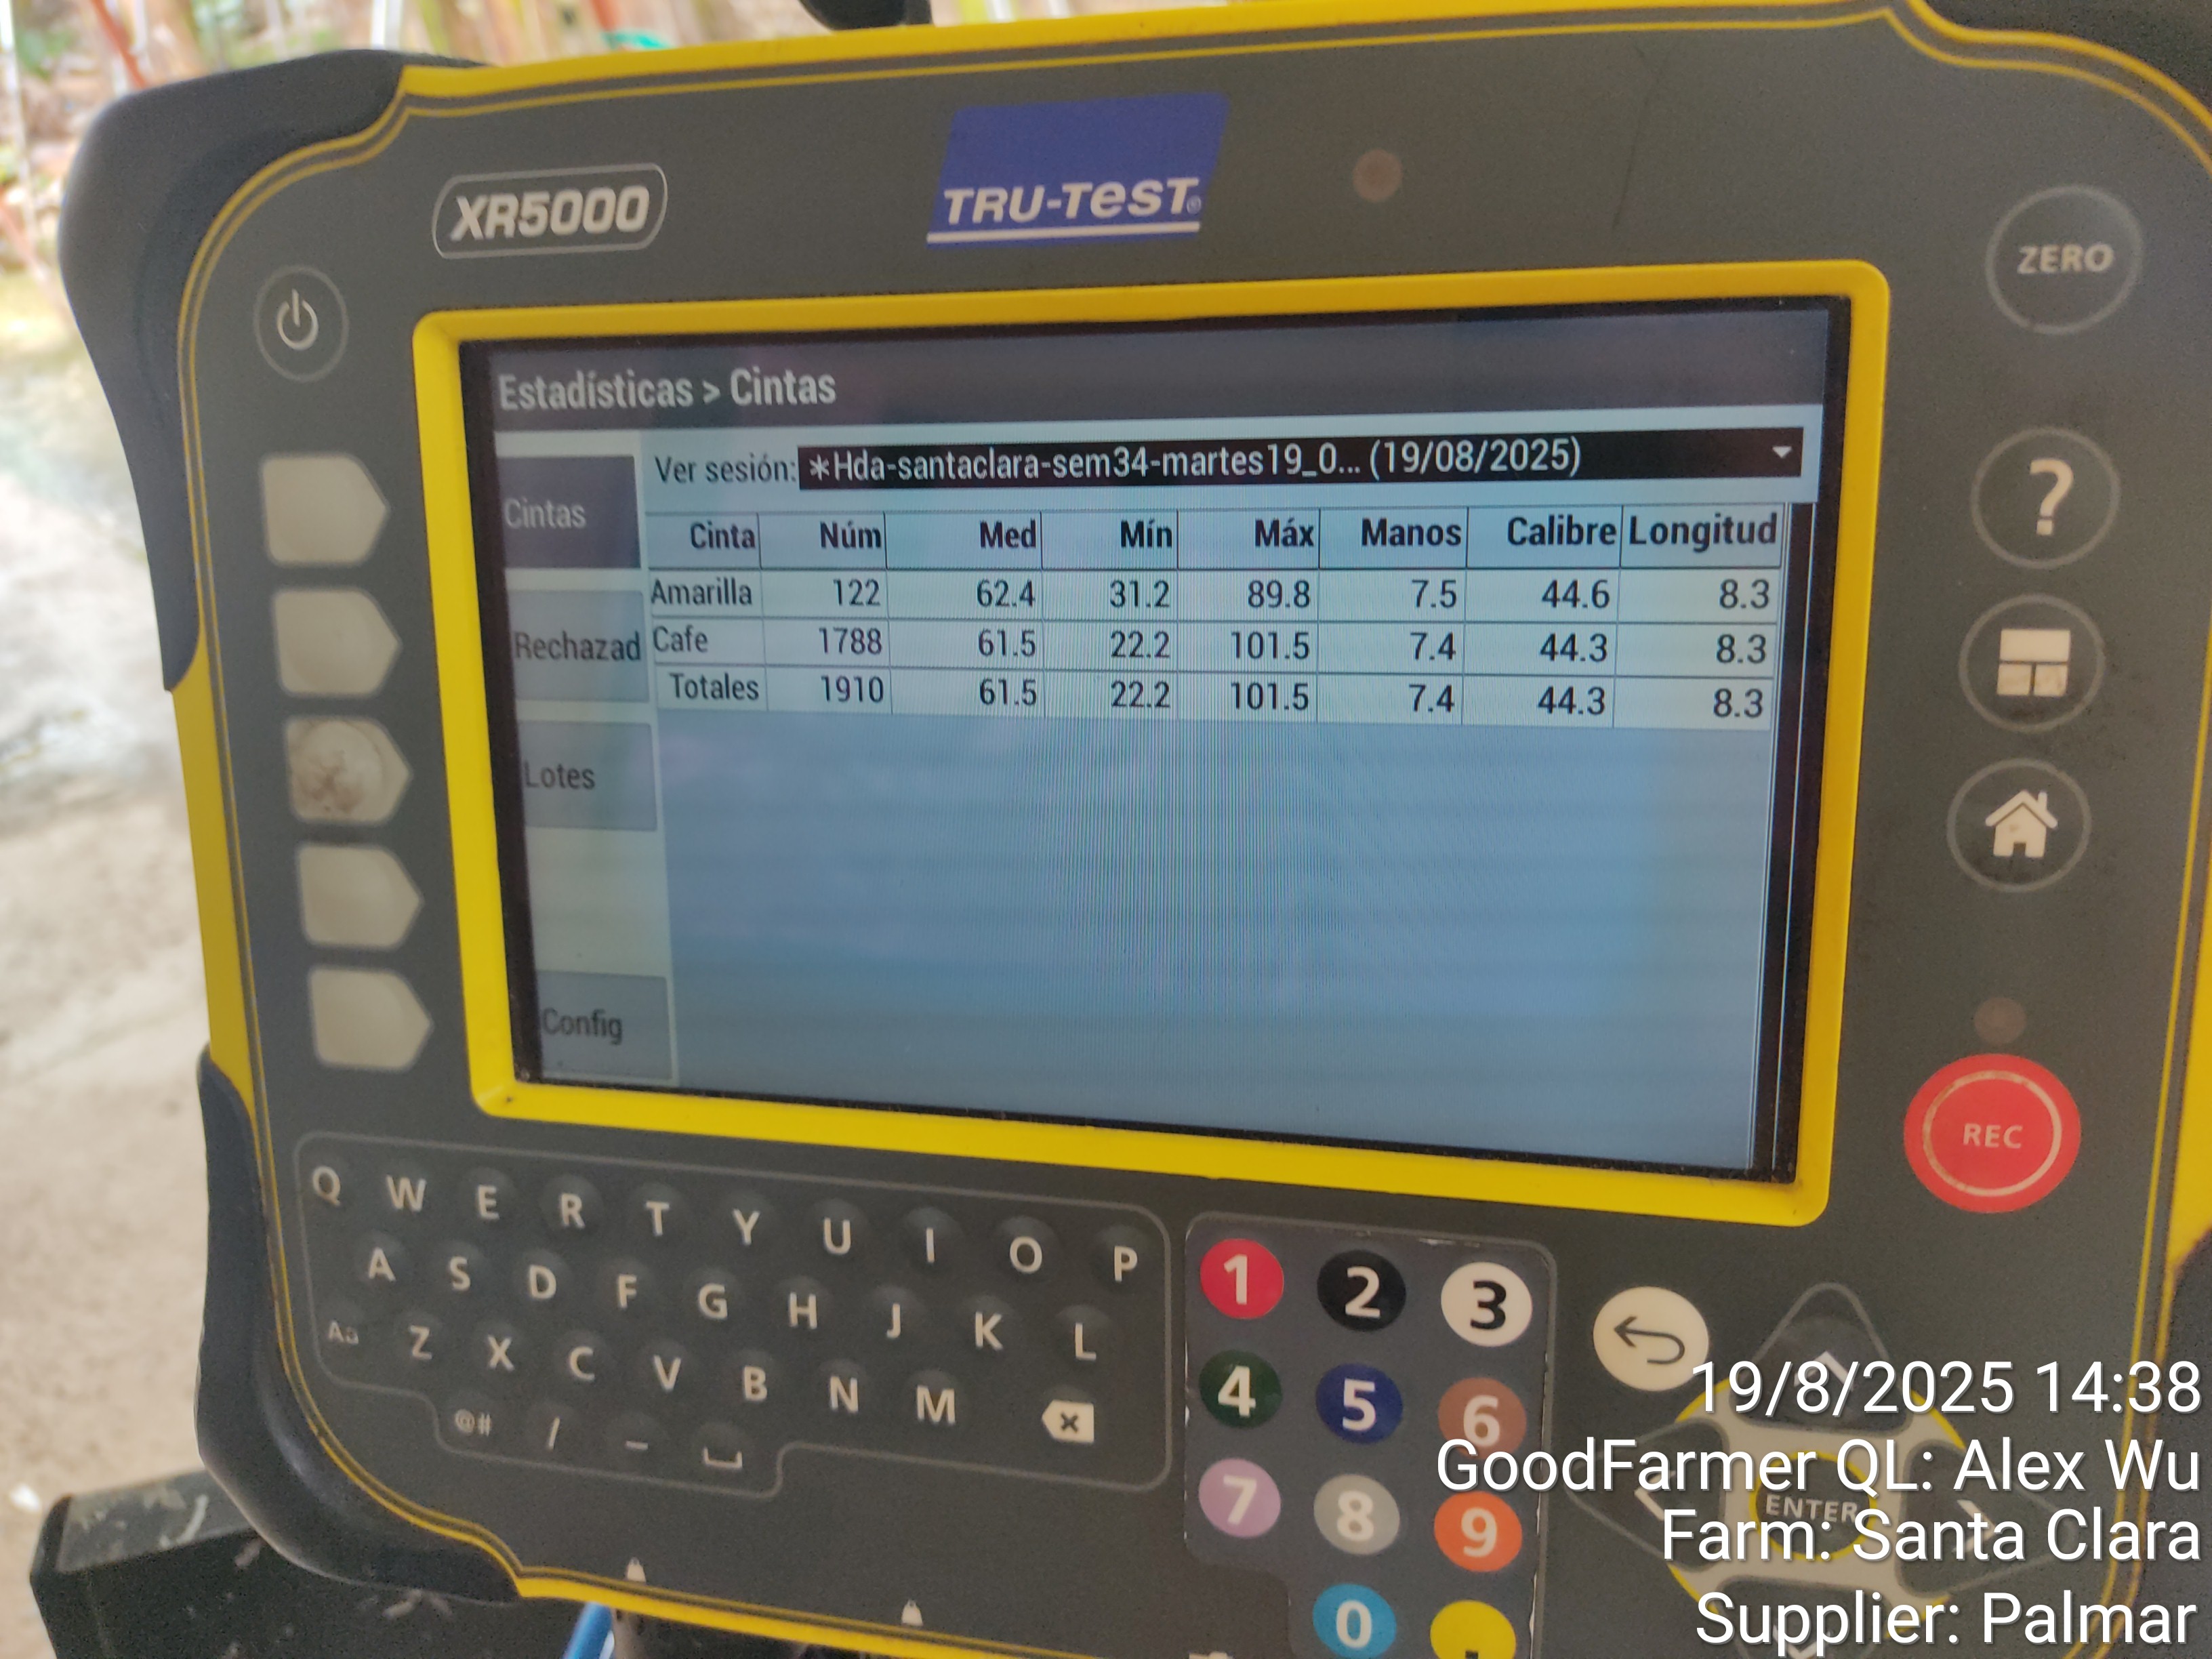 XR5000
TRU-TEST
ZERO
Estadísticas > Cintas
Ver sesión: *Hda-santaclara-sem34-martes19_0... (19/08/2025)
Cintas
Rechazad
Lotes
Config
Cinta Núm Med Mín Máx Manos Calibre Longitud
Amarilla 122 62.4 31.2 89.8 7.5 44.6 8.3
Cafe 1788 61.5 22.2 101.5 7.4 44.3 8.3
Totales 1910 61.5 22.2 101.5 7.4 44.3 8.3
?
REC
Q W E R T Y U I O P
A S D F G H J K L
Aa Z X C V B N M
@# / –
1 2 3
4 5 6
7 8 9
0 .
ENTER
19/8/2025 14:38
GoodFarmer QL: Alex Wu
Farm: Santa Clara
Supplier: Palmar